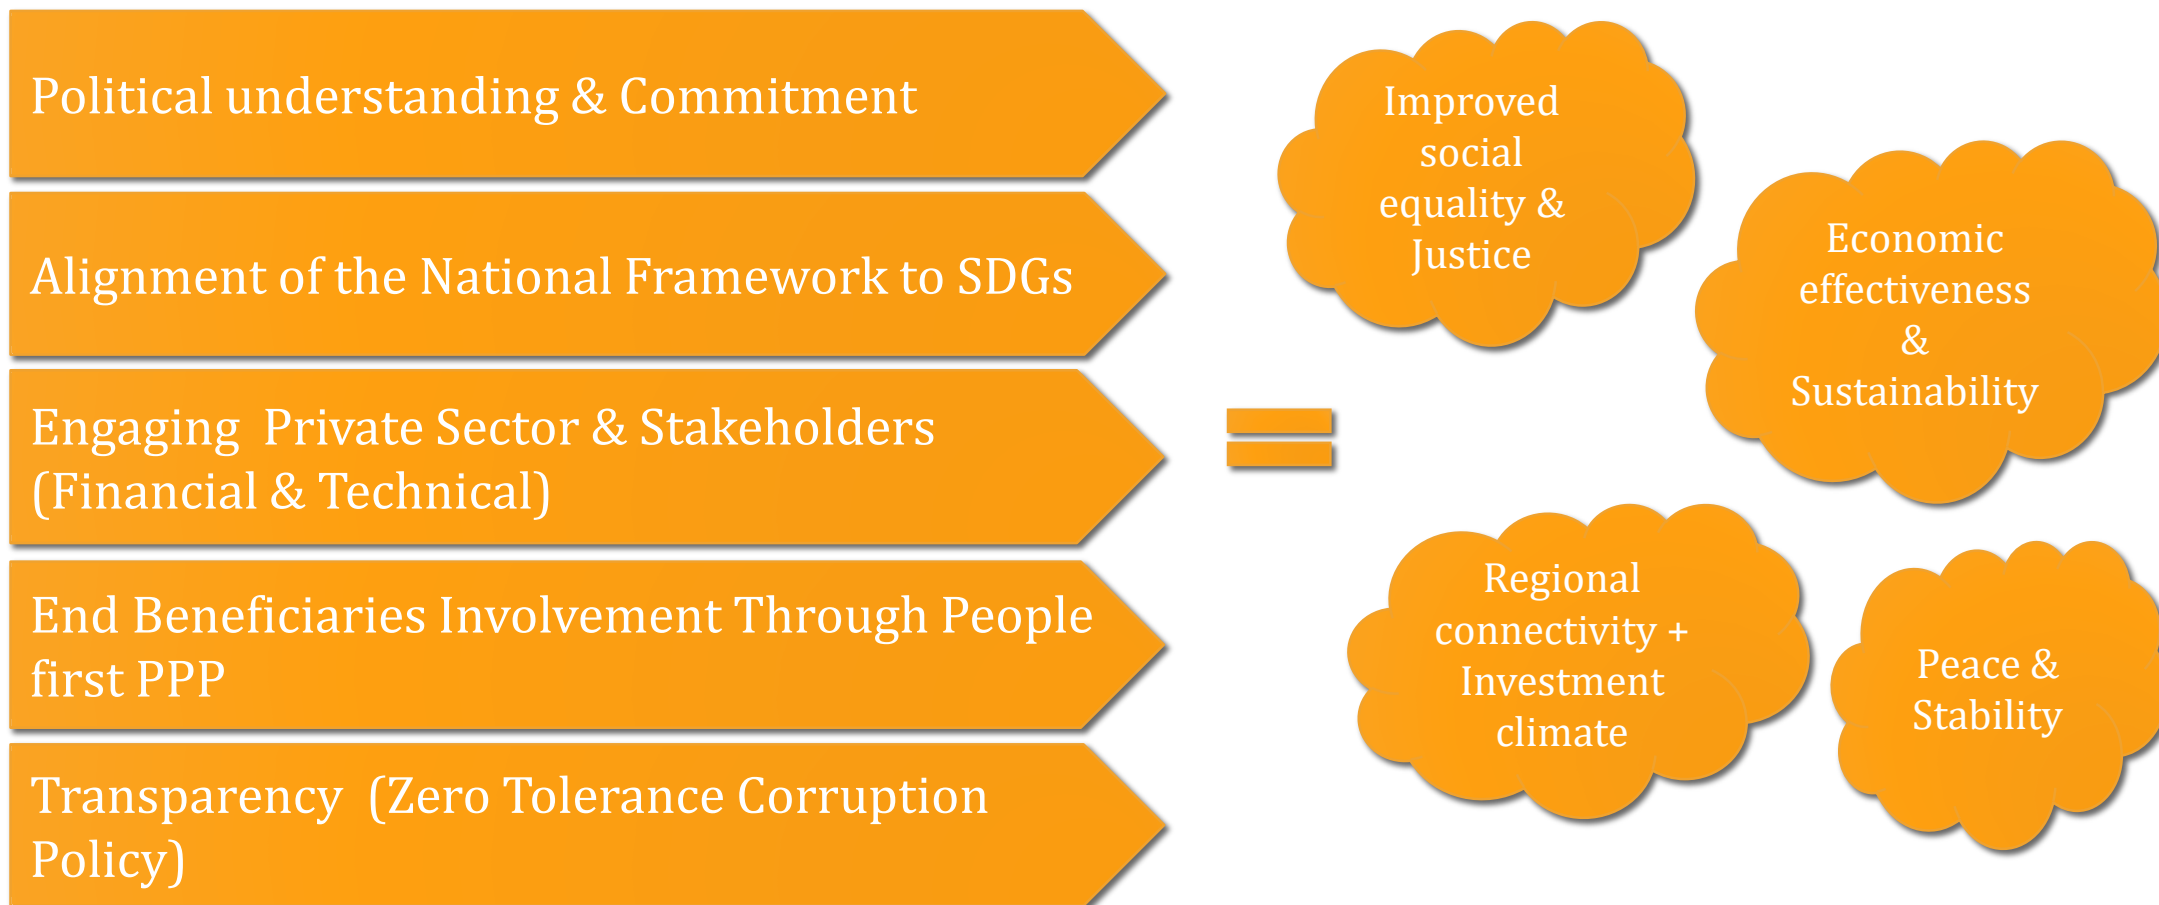 Political understanding & Commitment
Alignment of the National Framework to SDGs
Engaging  Private Sector & Stakeholders
(Financial & Technical)
End Beneficiaries Involvement Through People
first PPP
Transparency  (Zero Tolerance Corruption
Policy)
Improved
social
equality &
Justice
Economic
effectiveness
&
Sustainability
Regional
connectivity +
Investment
climate
Peace &
Stability